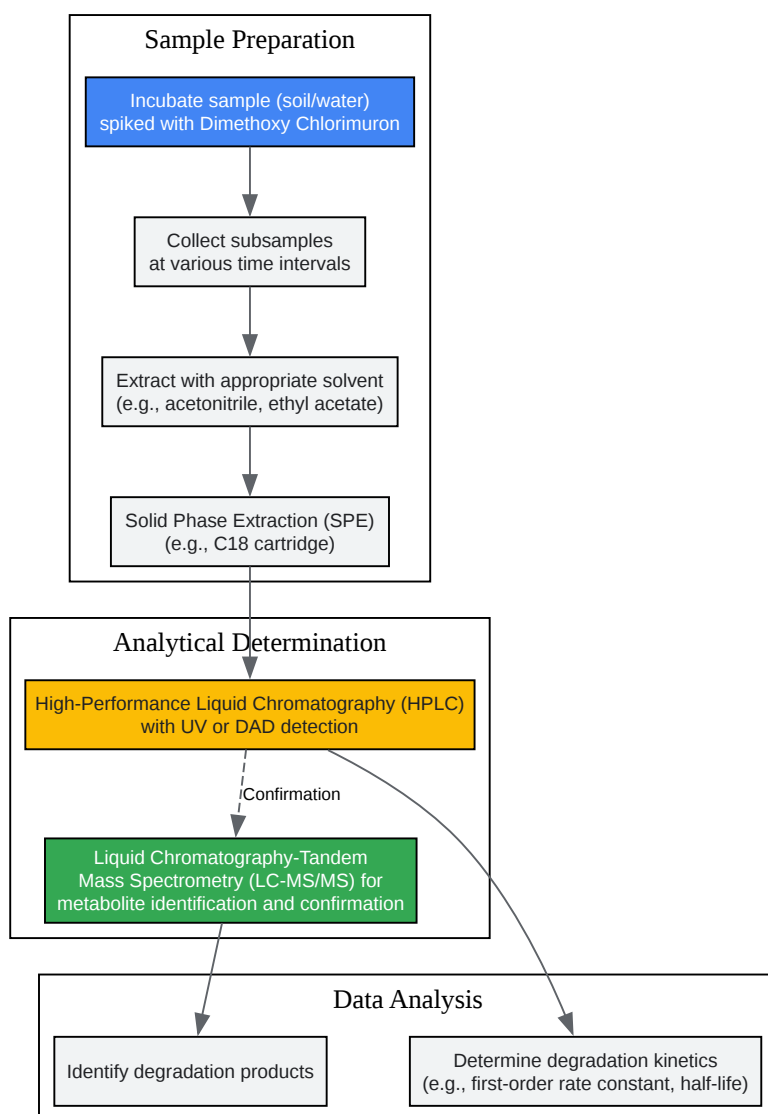 Sample Preparation
Incubate sample (soil/water)
spiked with Dimethoxy Chlorimuron
Collect subsamples
at various time intervals
Extract with appropriate solvent
(e.g., acetonitrile, ethyl acetate)
Solid Phase Extraction (SPE)
(e.g., C18 cartridge)
Analytical Determination
High-Performance Liquid Chromatography (HPLC)
with UV or DAD detection
Confirmation
Liquid Chromatography-Tandem
Mass Spectrometry (LC-MS/MS) for
metabolite identification and confirmation
Data Analysis
Identify degradation products
Determine degradation kinetics
(e.g., first-order rate constant, half-life)